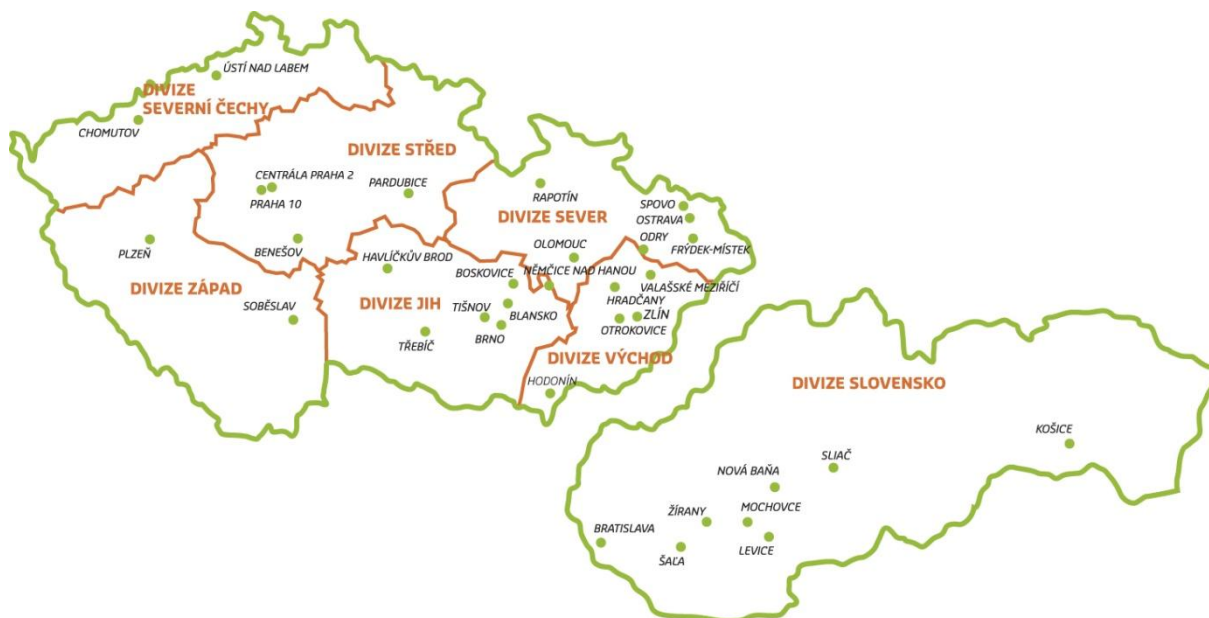 ÚSTÍ NAD LABEM
DIVIZE
SEVERNÍ ČECHY
CHOMUTOV
DIVIZE STŘED
CENTRÁLA PRAHA 2
PARDUBICE
PRAHA 10
RAPOTÍN
SPOVO
OSTRAVA
DIVIZE SEVER
PLZEŇ
BENEŠOV
HAVLÍČKŮV BROD
OLOMOUC
ODRY
FRÝDEK-MÍSTEK
BOSKOVICE
NĚMČICE NAD HANOU
VALAŠSKÉ MEZIŘÍČÍ
DIVIZE ZÁPAD
SOBĚSLAV
DIVIZE JIH
TIŠNOV
BLANSKO
HRADČANY
ZLÍN
OTROKOVICE
TŘEBÍČ
BRNO
DIVIZE VÝCHOD
HODONÍN
DIVIZE SLOVENSKO
KOŠICE
SLIAČ
NOVÁ BAŇA
ŽÍRANY
MOCHOVCE
BRATISLAVA
LEVICE
ŠAĽA